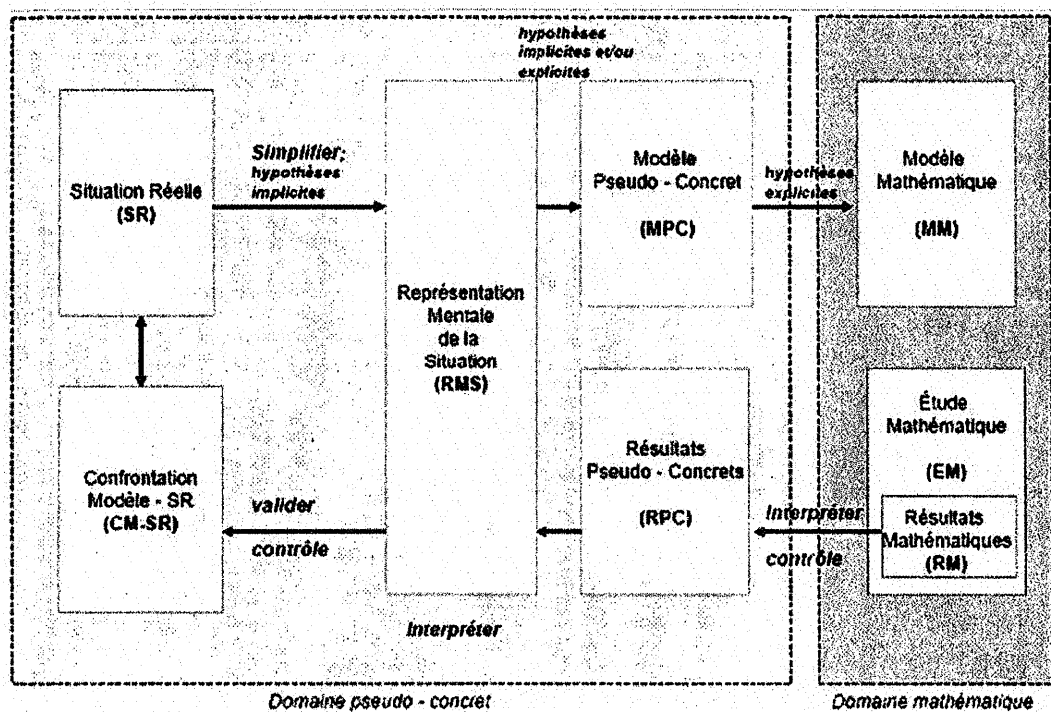 hypothèses
implicites et/ou
explicites
Simplifier;
hypothèses
implicites
Situation Réelle
(SR)
Représentation
Mentale
de la
Situation
(RMS)
Modèle
Pseudo - Concret
(MPC)
hypothèses
explicites
Modèle
Mathématique
(MM)
Confrontation
Modèle - SR
(CM-SR)
valider
contrôle
Interpréter
Résultats
Pseudo - Concrets
(RPC)
Interpréter
contrôle
Étude
Mathématique
(EM)
Résultats
Mathématiques
(RM)
Domaine pseudo - concret
Domaine mathématique